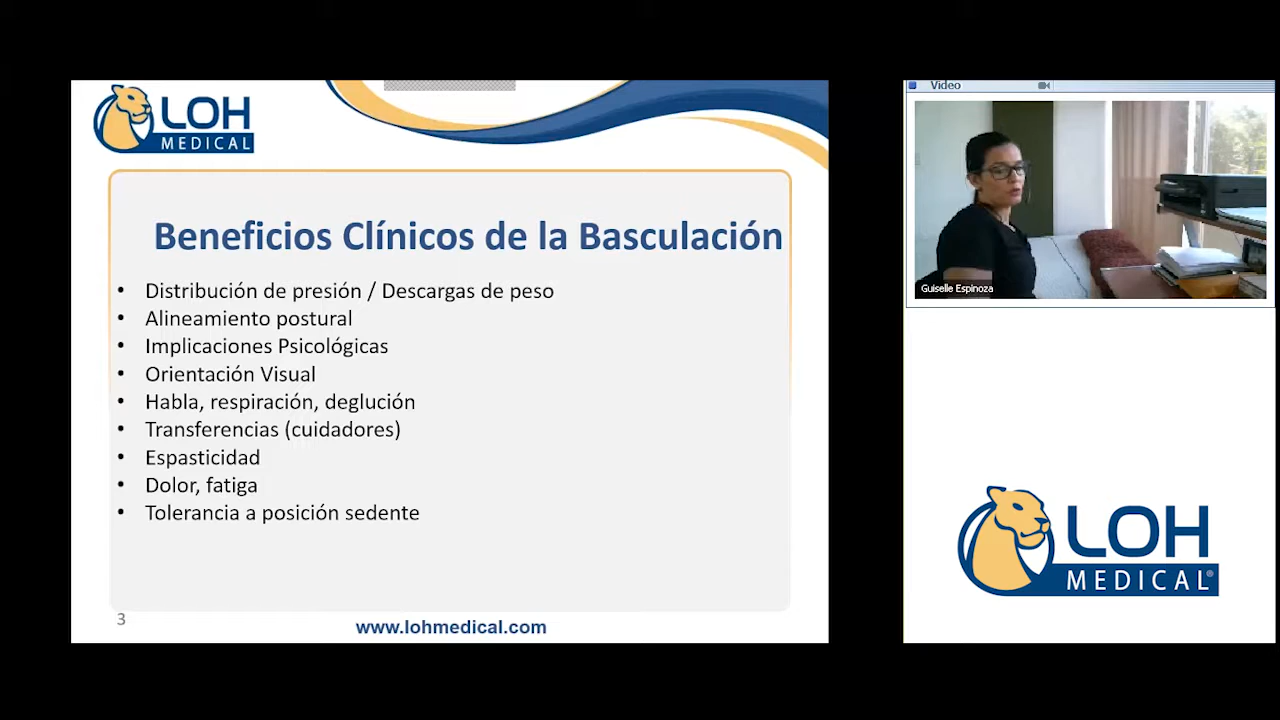 LOH
MEDICAL
Beneficios Clínicos de la Basculación
• Distribución de presión / Descargas de peso
• Alineamiento postural
• Implicaciones Psicológicas
• Orientación Visual
• Habla, respiración, deglución
• Transferencias (cuidadores)
• Espasticidad
• Dolor, fatiga
• Tolerancia a posición sedente
3
www.lohmedical.com
Video
Guiselle Espinoza
LOH
MEDICAL®